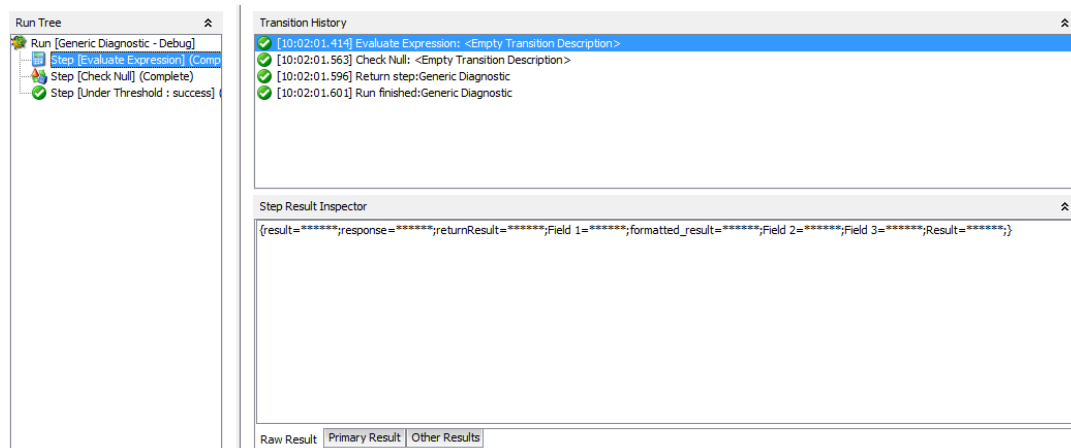 Run Tree
Run [Generic Diagnostic - Debug]
Step [Evaluate Expression] (Comp
Step [Check Null] (Complete)
Step [Under Threshold : success] (
Transition History
[10:02:01.414] Evaluate Expression: <Empty Transition Description>
[10:02:01.563] Check Null: <Empty Transition Description>
[10:02:01.596] Return step:Generic Diagnostic
[10:02:01.601] Run finished:Generic Diagnostic
Step Result Inspector
{result=******;response=******;returnResult=******;Field 1=******;formatted_result=******;Field 2=******;Field 3=******;Result=******;}
Raw Result Primary Result Other Results